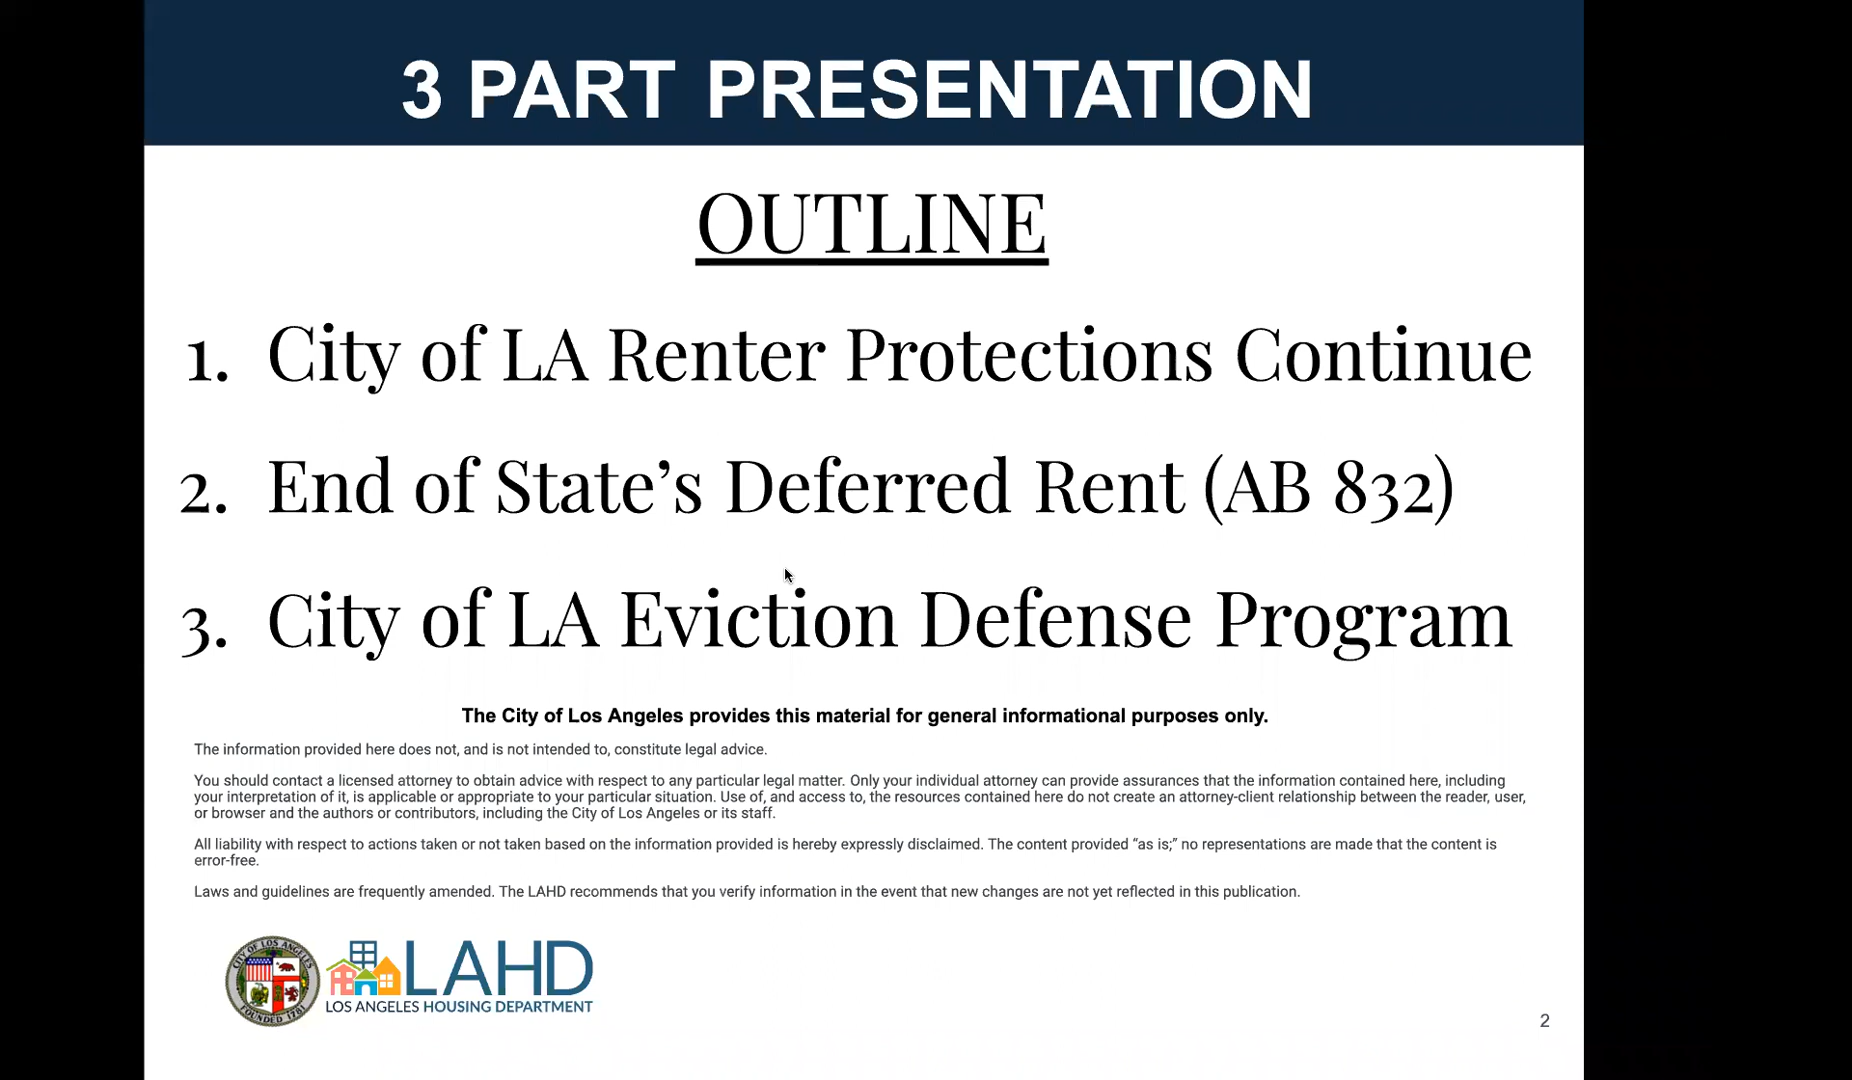 3 PART PRESENTATION
OUTLINE
1. City of LA Renter Protections Continue
2. End of State’s Deferred Rent (AB 832)
3. City of LA Eviction Defense Program
The City of Los Angeles provides this material for general informational purposes only.
The information provided here does not, and is not intended to, constitute legal advice.
You should contact a licensed attorney to obtain advice with respect to any particular legal matter. Only your individual attorney can provide assurances that the information contained here, including
your interpretation of it, is applicable or appropriate to your particular situation. Use of, and access to, the resources contained here do not create an attorney-client relationship between the reader, user,
or browser and the authors or contributors, including the City of Los Angeles or its staff.
All liability with respect to actions taken or not taken based on the information provided is hereby expressly disclaimed. The content provided “as is;” no representations are made that the content is
error-free.
Laws and guidelines are frequently amended. The LAHD recommends that you verify information in the event that new changes are not yet reflected in this publication.
CITY OF LOS ANGELES
FOUNDED 1781
LAHD
LOS ANGELES HOUSING DEPARTMENT
2